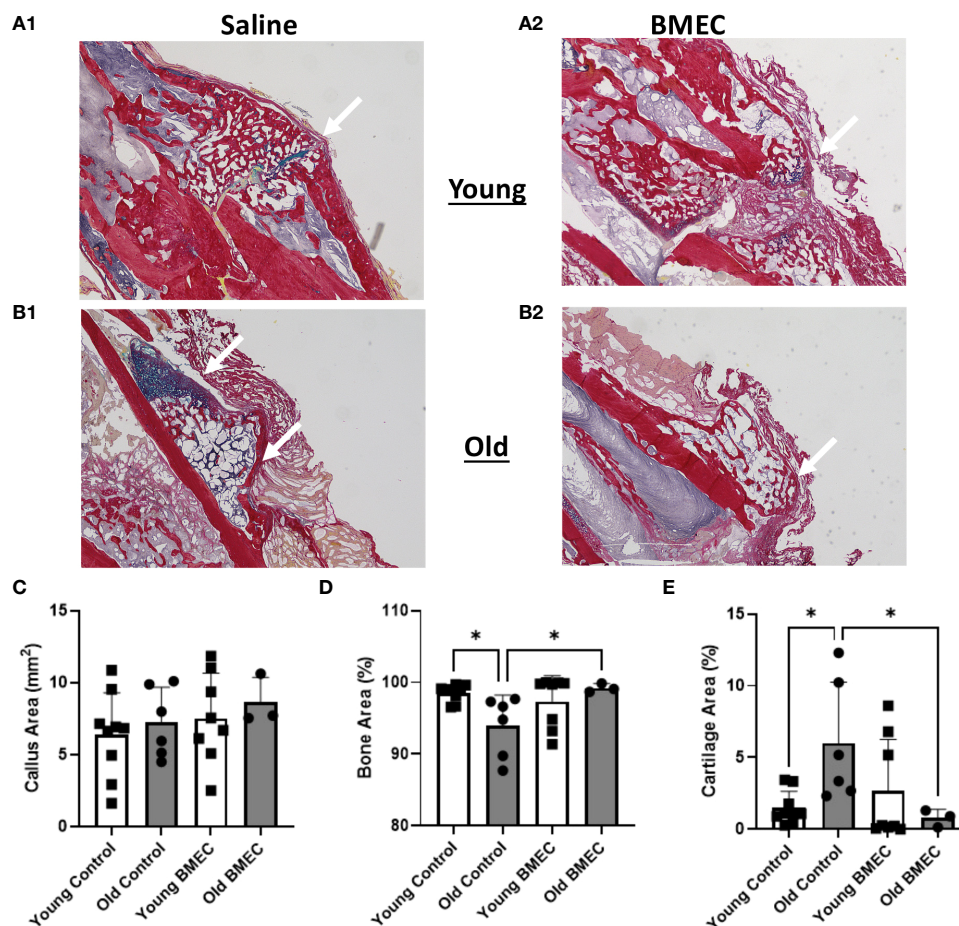 A1
Saline
A2
BMEC
Young
B1
B2
Old
C
D
E
Callus Area (mm²)
15
10
5
0
Young Control
Old Control
Young BMEC
Old BMEC
Bone Area (%)
110
100
90
80
* *
Young Control
Old Control
Young BMEC
Old BMEC
Cartilage Area (%)
15
10
5
0
* *
Young Control
Old Control
Young BMEC
Old BMEC